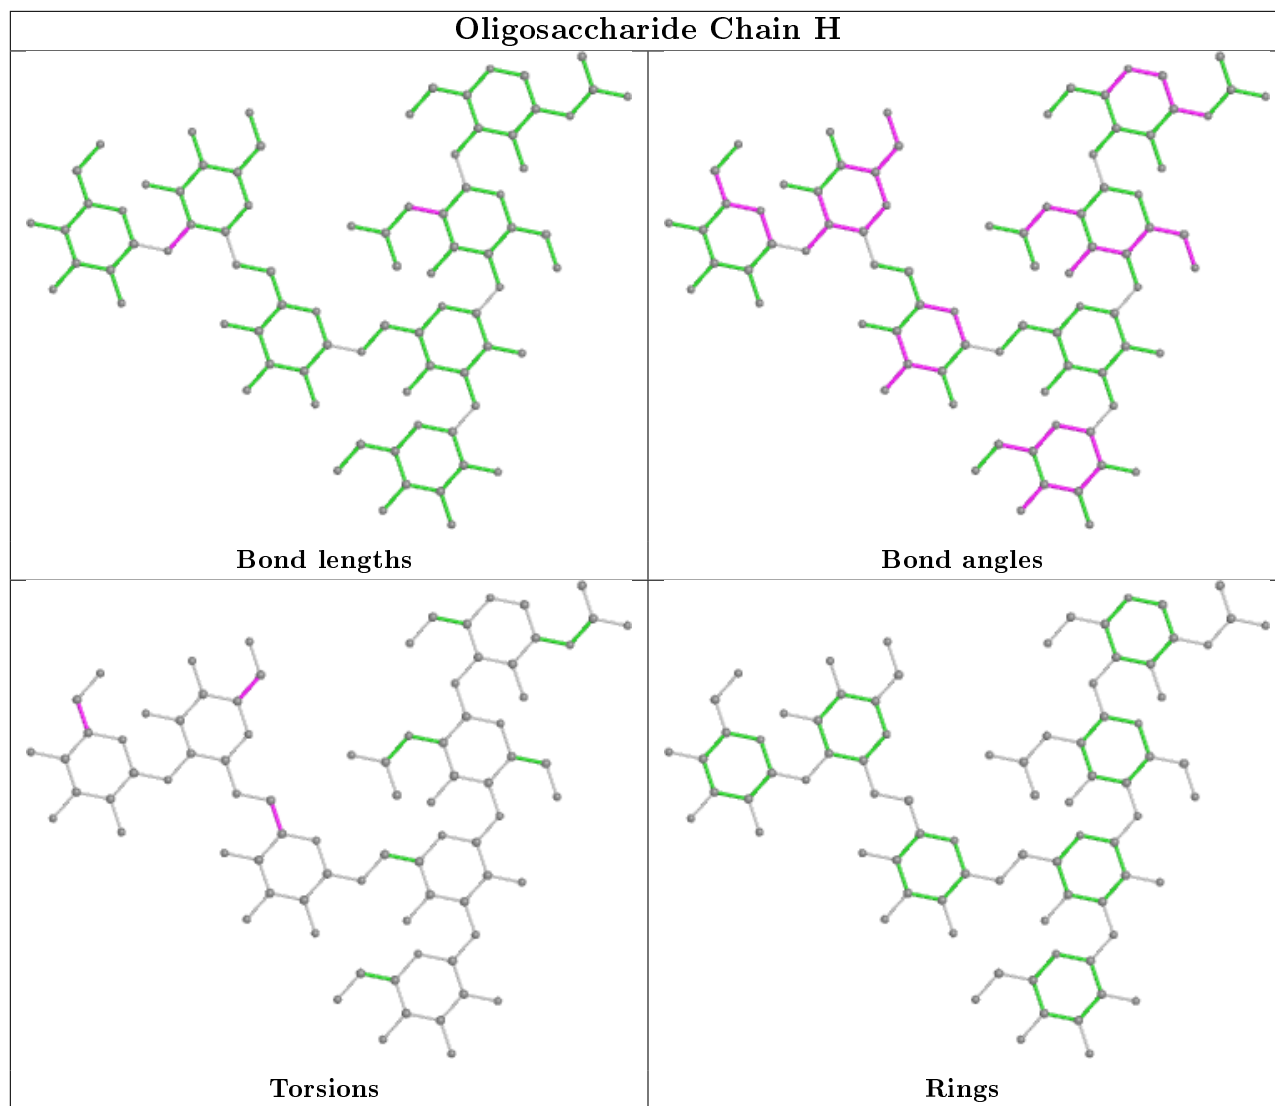 Oligosaccharide Chain H
Bond lengths
Bond angles
Torsions
Rings